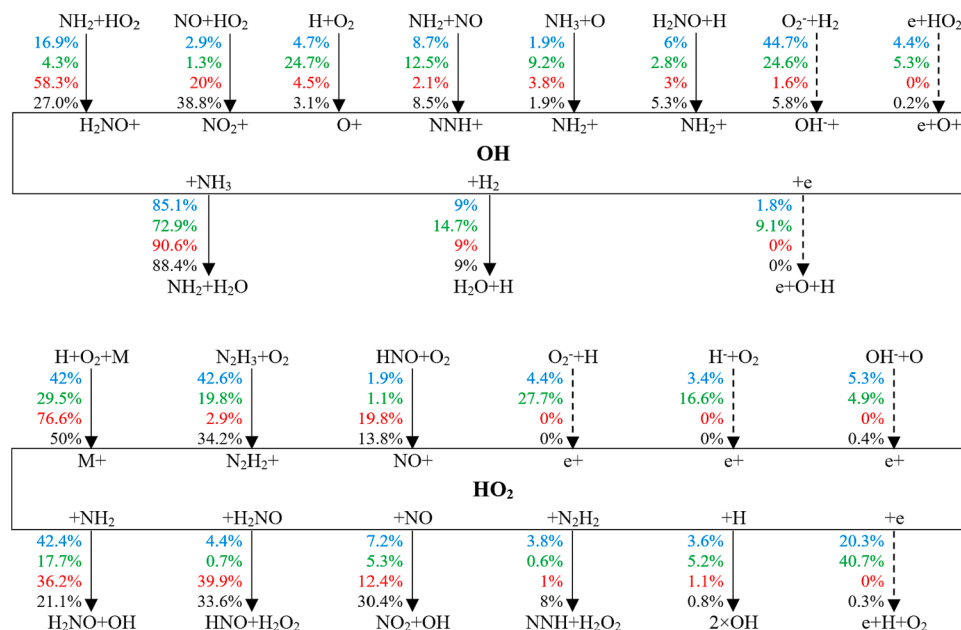 NH₂+HO₂ NO+HO₂ H+O₂ NH₂+NO NH₃+O H₂NO+H O₂⁻+H₂ e+HO₂
16.9% 2.9% 4.7% 8.7% 1.9% 6% 44.7% 4.4%
4.3% 1.3% 24.7% 12.5% 9.2% 2.8% 24.6% 5.3%
58.3% 20% 4.5% 2.1% 3.8% 3% 1.6% 0%
27.0% 38.8% 3.1% 8.5% 1.9% 5.3% 5.8% 0.2%
H₂NO+ NO₂+ O+ NNH+ NH₂+ NH₂+ OH⁻+ e+O+
OH
+NH₃ +H₂ +e
85.1% 9% 1.8%
72.9% 14.7% 9.1%
90.6% 9% 0%
88.4% 9% 0%
NH₂+H₂O H₂O+H e+O+H
H+O₂+M N₂H₃+O₂ HNO+O₂ O₂⁻+H H⁻+O₂ OH⁻+O
42% 42.6% 1.9% 4.4% 3.4% 5.3%
29.5% 19.8% 1.1% 27.7% 16.6% 4.9%
76.6% 2.9% 19.8% 0% 0% 0%
50% 34.2% 13.8% 0% 0% 0.4%
M+ N₂H₂+ NO+ e+ e+ e+
HO₂
+NH₂ +H₂NO +NO +N₂H₂ +H +e
42.4% 4.4% 7.2% 3.8% 3.6% 20.3%
17.7% 0.7% 5.3% 0.6% 5.2% 40.7%
36.2% 39.9% 12.4% 1% 1.1% 0%
21.1% 33.6% 30.4% 8% 0.8% 0.3%
H₂NO+OH HNO+H₂O₂ NO₂+OH NNH+H₂O₂ 2×OH e+H+O₂